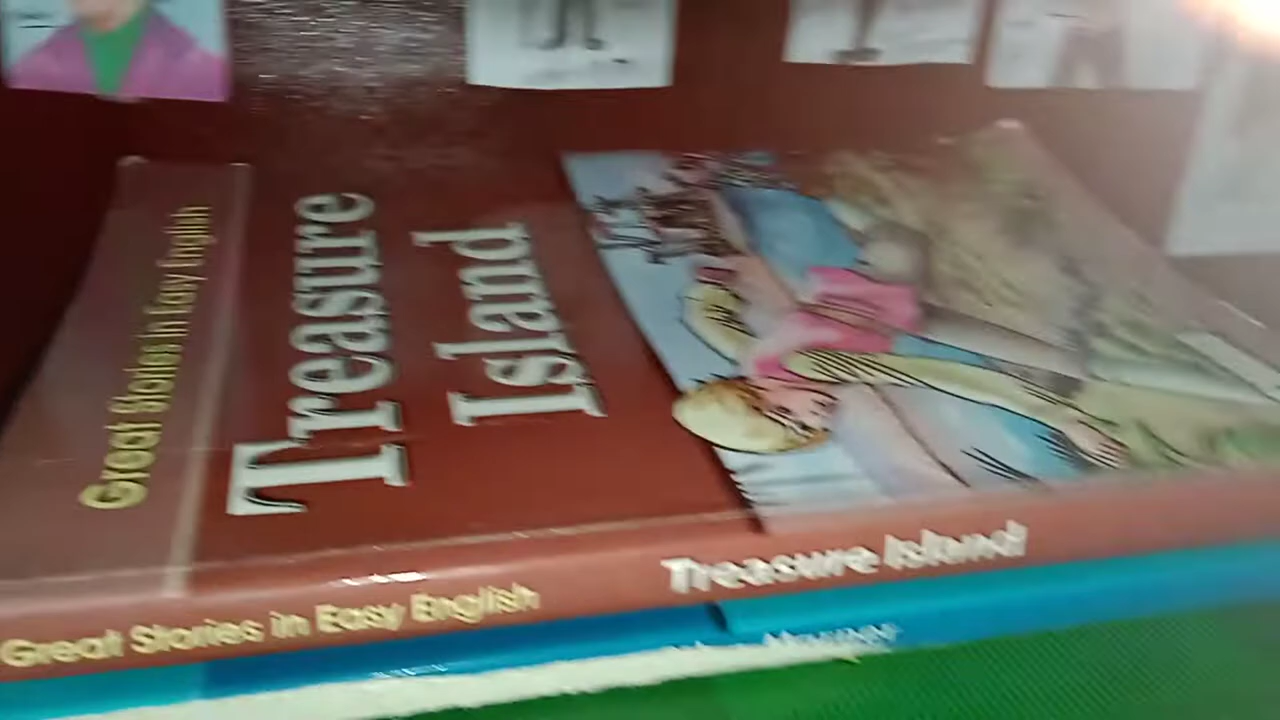 Great Stories in Easy English
Treasure
Island
Great Stories in Easy English
Treasure Island